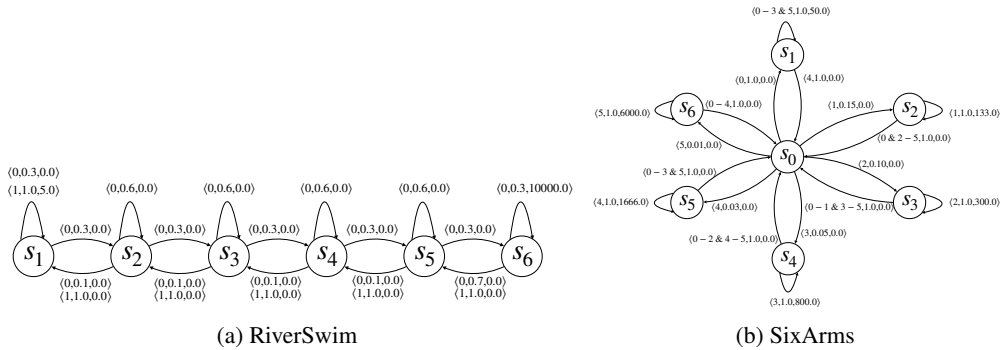 ⟨0,0.3,0.0⟩
⟨1,1.0,5.0⟩
⟨0,0.6,0.0⟩ ⟨0,0.6,0.0⟩ ⟨0,0.6,0.0⟩ ⟨0,0.6,0.0⟩ ⟨0,0.3,10000.0⟩
⟨0,0.3,0.0⟩ ⟨0,0.3,0.0⟩ ⟨0,0.3,0.0⟩ ⟨0,0.3,0.0⟩ ⟨0,0.3,0.0⟩
s1 s2 s3 s4 s5 s6
⟨0,0.1,0.0⟩ ⟨0,0.1,0.0⟩ ⟨0,0.1,0.0⟩ ⟨0,0.1,0.0⟩ ⟨0,0.7,0.0⟩
⟨1,1.0,0.0⟩ ⟨1,1.0,0.0⟩ ⟨1,1.0,0.0⟩ ⟨1,1.0,0.0⟩ ⟨1,1.0,0.0⟩
(a) RiverSwim
⟨0 − 3 & 5,1.0,50.0⟩
s1
⟨0,1.0,0.0⟩ ⟨4,1.0,0.0⟩
s6 ⟨0 − 4,1.0,0.0⟩ ⟨1,0.15,0.0⟩ s2
⟨5,1.0,6000.0⟩ ⟨1,1.0,133.0⟩
⟨5,0.01,0.0⟩ ⟨0 & 2 − 5,1.0,0.0⟩
s0
⟨0 − 3 & 5,1.0,0.0⟩ ⟨2,0.10,0.0⟩
⟨4,1.0,1666.0⟩ s5 ⟨4,0.03,0.0⟩ ⟨0 − 1 & 3 − 5,1.0,0.0⟩ s3 ⟨2,1.0,300.0⟩
⟨0 − 2 & 4 − 5,1.0,0.0⟩ ⟨3,0.05,0.0⟩
s4
⟨3,1.0,800.0⟩
(b) SixArms